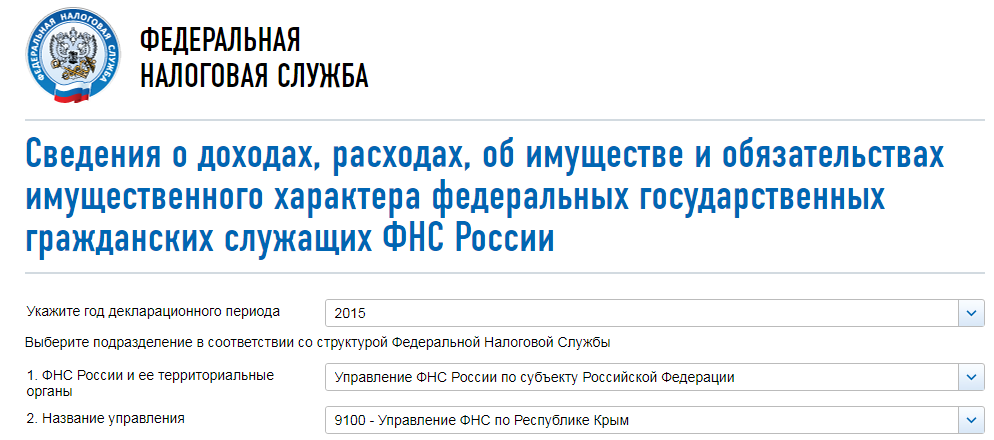 ФЕДЕРАЛЬНАЯ НАЛОГОВАЯ СЛУЖБА
ФЕДЕРАЛЬНАЯ
НАЛОГОВАЯ СЛУЖБА
Сведения о доходах, расходах, об имуществе и обязательствах
имущественного характера федеральных государственных
гражданских служащих ФНС России
Укажите год декларационного периода
2015
Выберите подразделение в соответствии со структурой Федеральной Налоговой Службы
1. ФНС России и ее территориальные
органы
Управление ФНС России по субъекту Российской Федерации
2. Название управления
9100 - Управление ФНС по Республике Крым